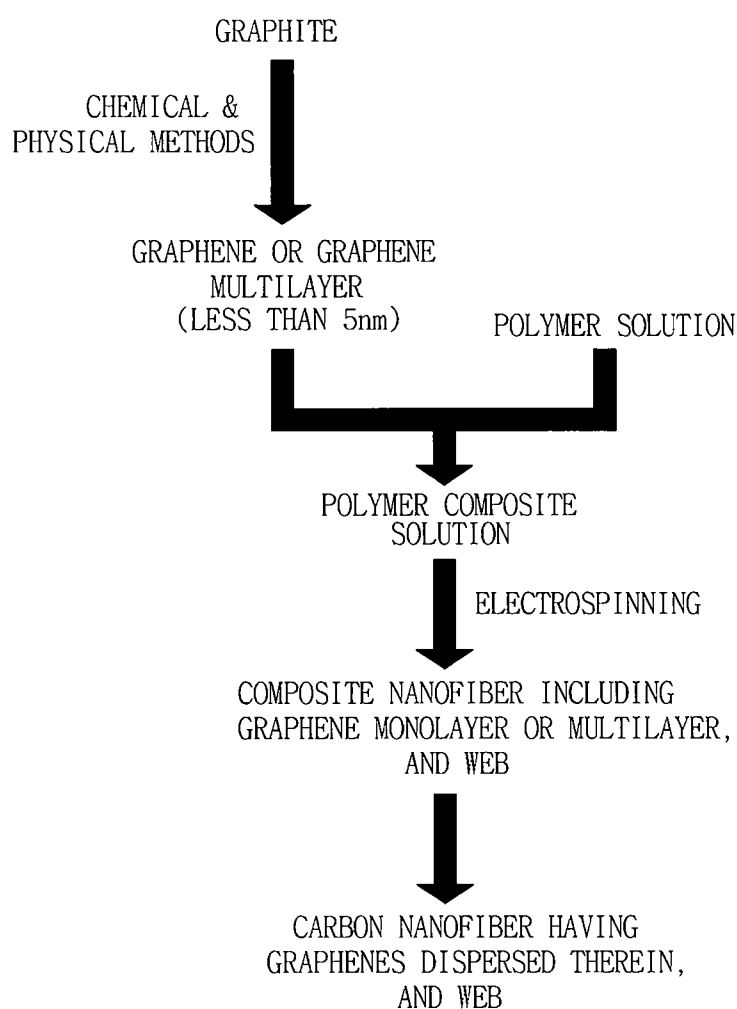 GRAPHITE
CHEMICAL &
PHYSICAL METHODS
GRAPHENE OR GRAPHENE
MULTILAYER
(LESS THAN 5nm)
POLYMER SOLUTION
POLYMER COMPOSITE
SOLUTION
ELECTROSPINNING
COMPOSITE NANOFIBER INCLUDING
GRAPHENE MONOLAYER OR MULTILAYER,
AND WEB
CARBON NANOFIBER HAVING
GRAPHENES DISPERSED THEREIN,
AND WEB